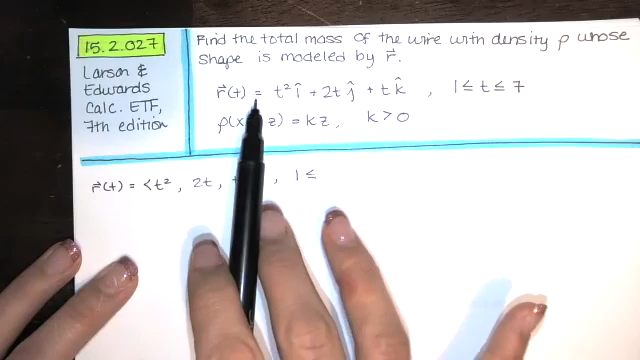 15.2.027
Larson &
Edwards
Calc. ETF,
7th edition
Find the total mass of the wire with density ρ whose
shape is modeled by r⃗.
r⃗(t) = t² î + 2t ĵ + t k̂ , 1 ≤ t ≤ 7
ρ(x z) = kz, k > 0
r⃗(t) = <t², 2t, , 1 ≤